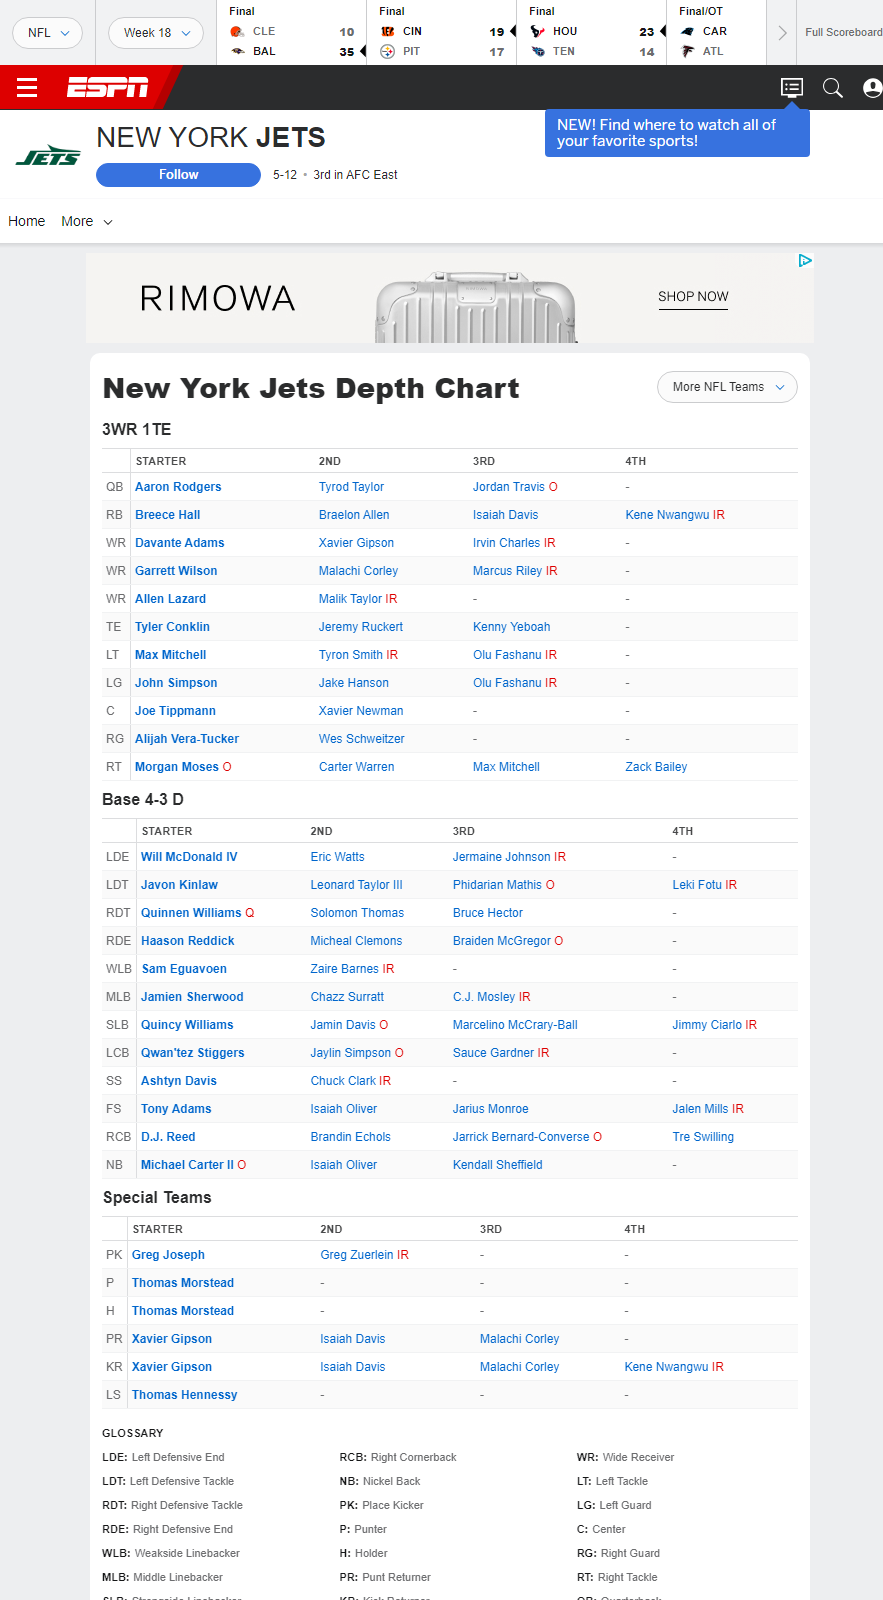 NFL
Week 18
Final
CLE 10
BAL 35
Final
CIN 19
PIT 17
Final
HOU 23
TEN 14
Final/OT
CAR
ATL
Full Scoreboard
ESPN
NEW! Find where to watch all of
your favorite sports!
JETS
NEW YORK JETS
Follow
5-12 • 3rd in AFC East
Home More
RIMOWA
SHOP NOW
New York Jets Depth Chart
More NFL Teams
3WR 1TE
STARTER 2ND 3RD 4TH
QB Aaron Rodgers Tyrod Taylor Jordan Travis O -
RB Breece Hall Braelon Allen Isaiah Davis Kene Nwangwu IR
WR Davante Adams Xavier Gipson Irvin Charles IR -
WR Garrett Wilson Malachi Corley Marcus Riley IR -
WR Allen Lazard Malik Taylor IR - -
TE Tyler Conklin Jeremy Ruckert Kenny Yeboah -
LT Max Mitchell Tyron Smith IR Olu Fashanu IR -
LG John Simpson Jake Hanson Olu Fashanu IR -
C Joe Tippmann Xavier Newman - -
RG Alijah Vera-Tucker Wes Schweitzer - -
RT Morgan Moses O Carter Warren Max Mitchell Zack Bailey
Base 4-3 D
STARTER 2ND 3RD 4TH
LDE Will McDonald IV Eric Watts Jermaine Johnson IR -
LDT Javon Kinlaw Leonard Taylor III Phidarian Mathis O Leki Fotu IR
RDT Quinnen Williams Q Solomon Thomas Bruce Hector -
RDE Haason Reddick Micheal Clemons Braiden McGregor O -
WLB Sam Eguavoen Zaire Barnes IR - -
MLB Jamien Sherwood Chazz Surratt C.J. Mosley IR -
SLB Quincy Williams Jamin Davis O Marcelino McCrary-Ball Jimmy Ciarlo IR
LCB Qwan'tez Stiggers Jaylin Simpson O Sauce Gardner IR -
SS Ashtyn Davis Chuck Clark IR - -
FS Tony Adams Isaiah Oliver Jarius Monroe Jalen Mills IR
RCB D.J. Reed Brandin Echols Jarrick Bernard-Converse O Tre Swilling
NB Michael Carter II O Isaiah Oliver Kendall Sheffield -
Special Teams
STARTER 2ND 3RD 4TH
PK Greg Joseph Greg Zuerlein IR - -
P Thomas Morstead - - -
H Thomas Morstead - - -
PR Xavier Gipson Isaiah Davis Malachi Corley -
KR Xavier Gipson Isaiah Davis Malachi Corley Kene Nwangwu IR
LS Thomas Hennessy - - -
GLOSSARY
LDE: Left Defensive End RCB: Right Cornerback WR: Wide Receiver
LDT: Left Defensive Tackle NB: Nickel Back LT: Left Tackle
RDT: Right Defensive Tackle PK: Place Kicker LG: Left Guard
RDE: Right Defensive End P: Punter C: Center
WLB: Weakside Linebacker H: Holder RG: Right Guard
MLB: Middle Linebacker PR: Punt Returner RT: Right Tackle